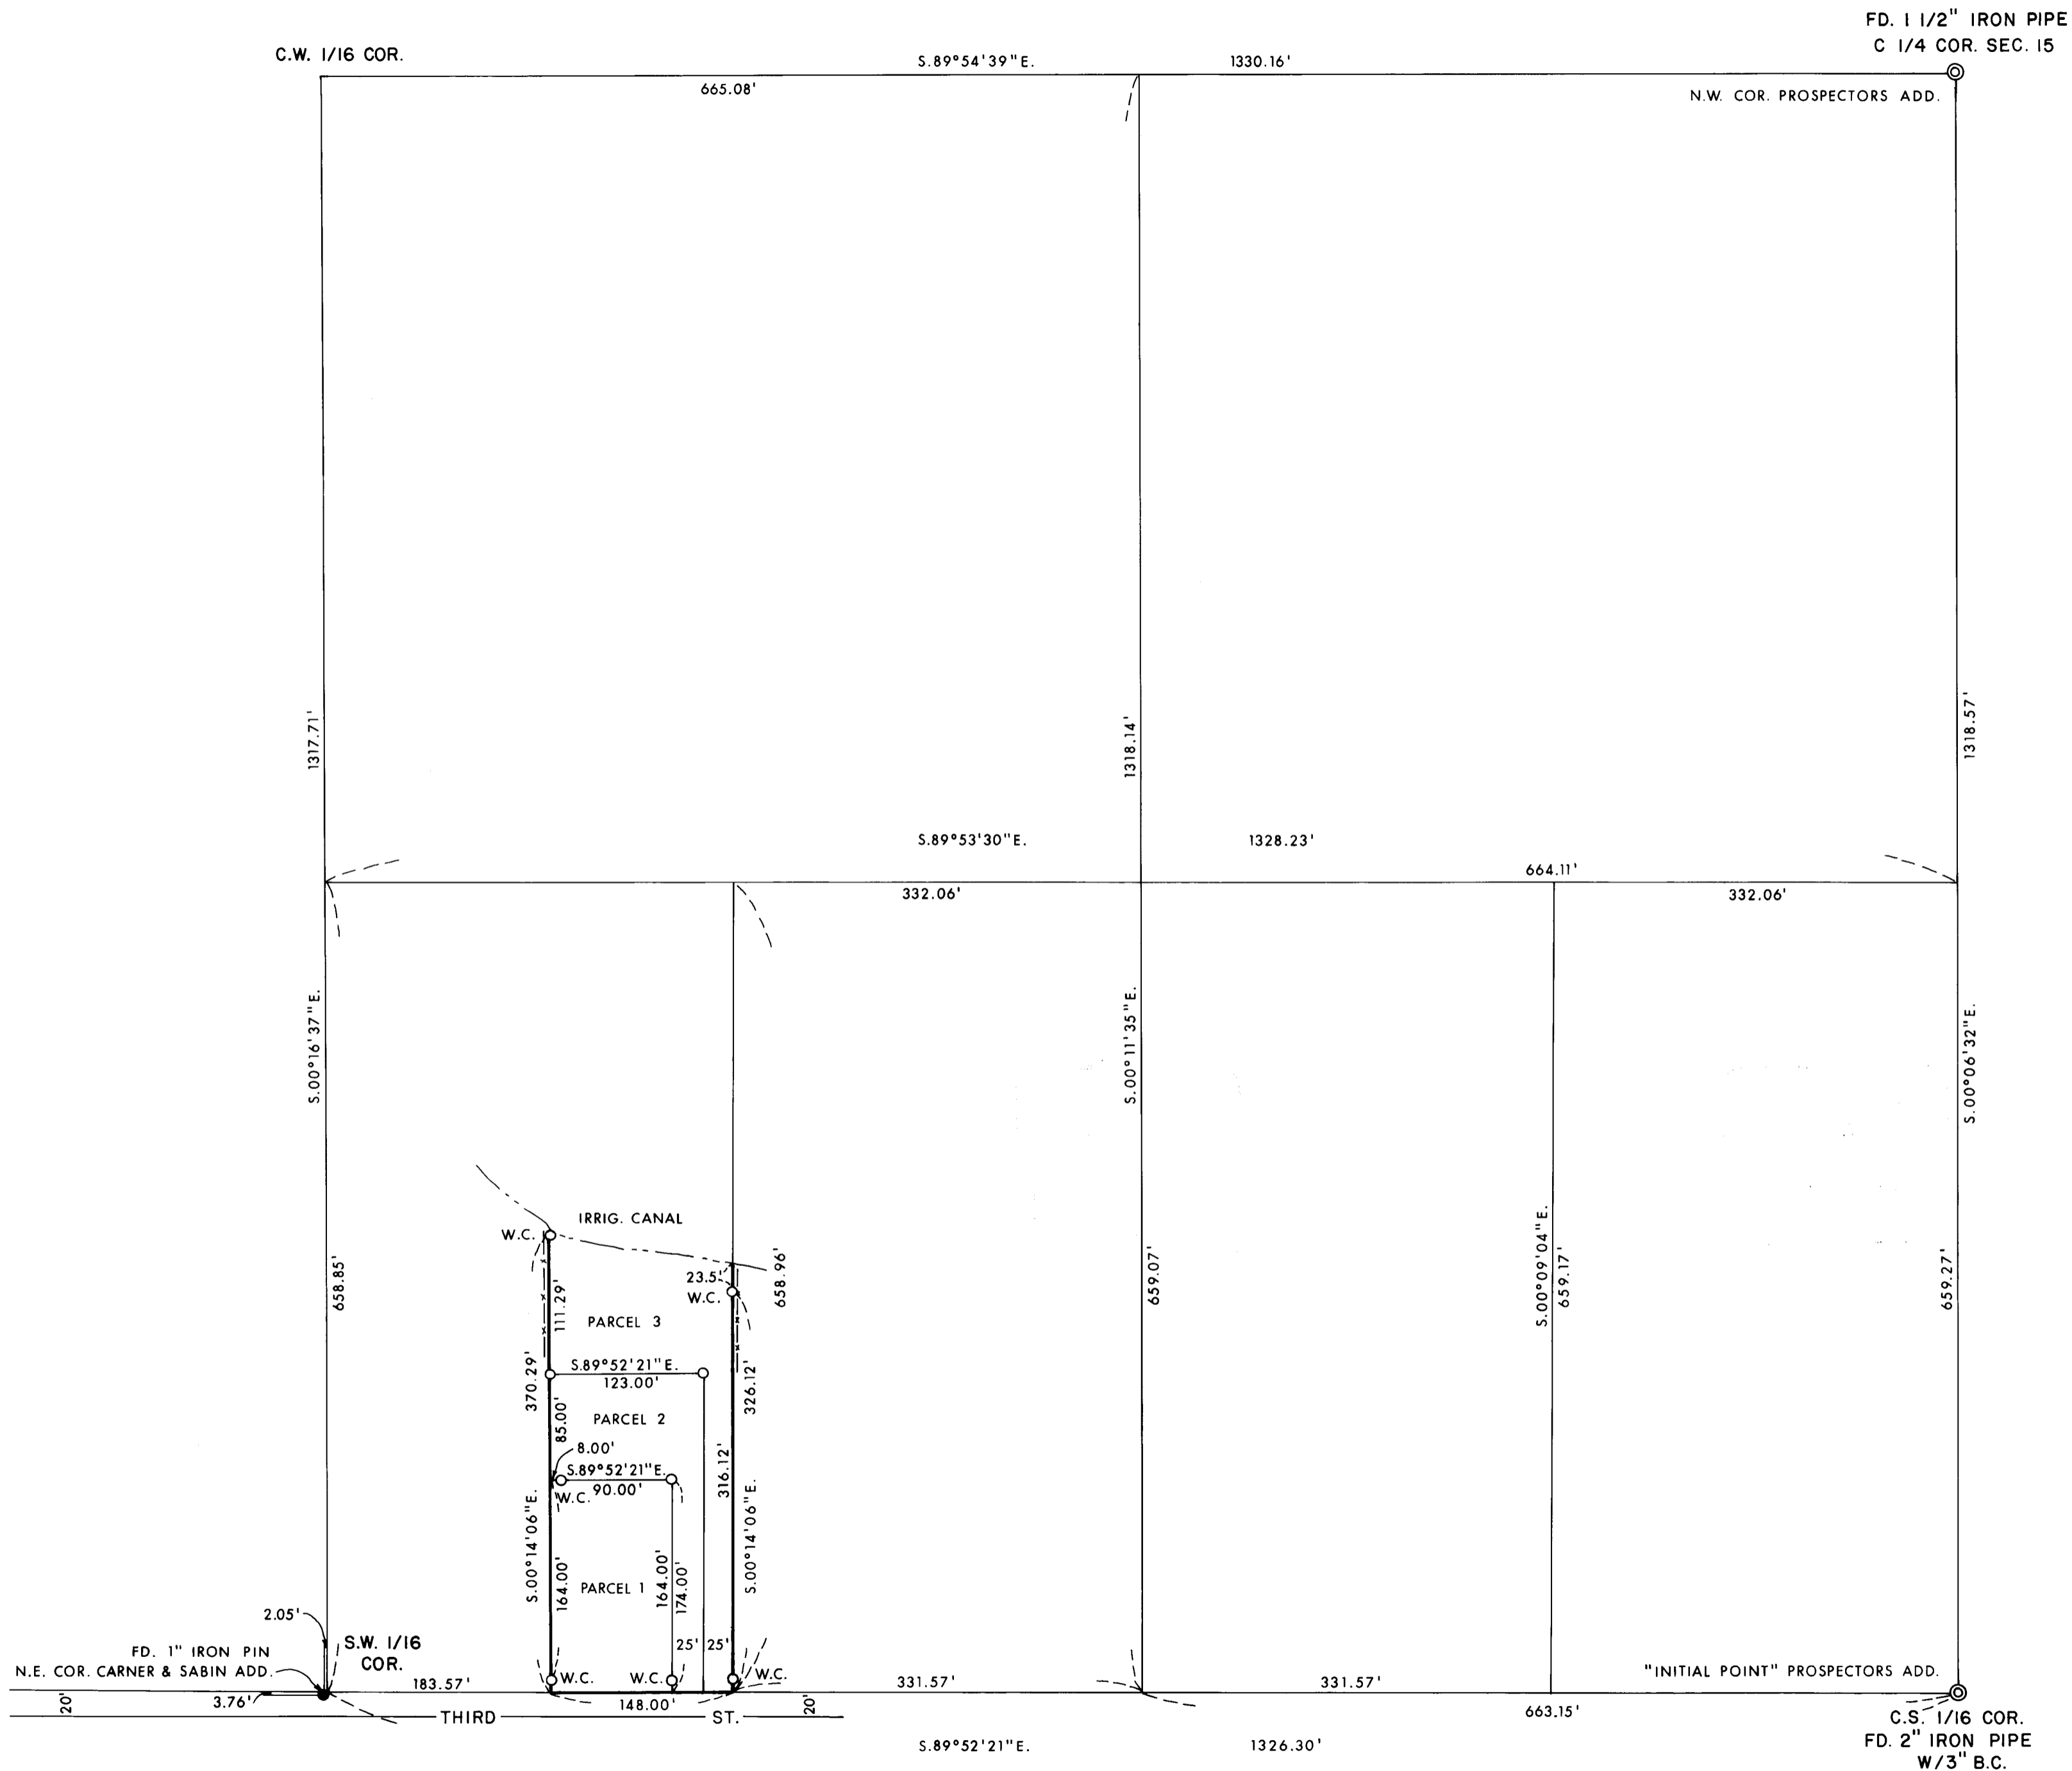 FD. 1 1/2" IRON PIPE
C 1/4 COR. SEC. 15
C.W. 1/16 COR.
S.89°54'39"E.
1330.16'
665.08'
N.W. COR. PROSPECTORS ADD.
1317.71'
1318.14'
1318.57'
S.89°53'30"E.
1328.23'
664.11'
332.06'
332.06'
S.00°16'37"E.
S.00°11'35"E.
S.00°06'32"E.
IRRIG. CANAL
W.C.
S.00°09'04"E.
658.85'
23.5'
W.C.
658.96'
659.07'
659.17'
659.27'
111.29'
PARCEL 3
370.29'
S.89°52'21"E.
123.00'
326.12'
85.00'
PARCEL 2
8.00'
316.12'
S.89°52'21"E.
W.C.
90.00'
S.00°14'06"E.
S.00°14'06"E.
164.00'
PARCEL 1
164.00'
174.00'
2.05'
25'
25'
S.W. 1/16
COR.
FD. 1" IRON PIN
N.E. COR. CARNER & SABIN ADD.
W.C.
W.C.
W.C.
183.57'
331.57'
331.57'
"INITIAL POINT" PROSPECTORS ADD.
20'
3.76'
148.00'
20'
THIRD ST.
663.15'
C.S. 1/16 COR.
FD. 2" IRON PIPE
W/3" B.C.
S.89°52'21"E.
1326.30'